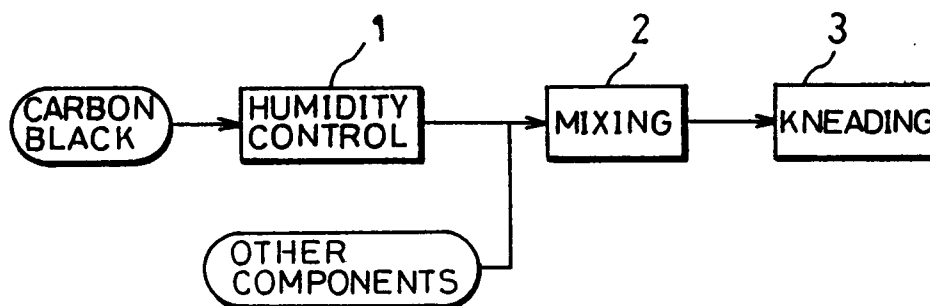 1
2
3
CARBON
BLACK
HUMIDITY
CONTROL
MIXING
KNEADING
OTHER
COMPONENTS